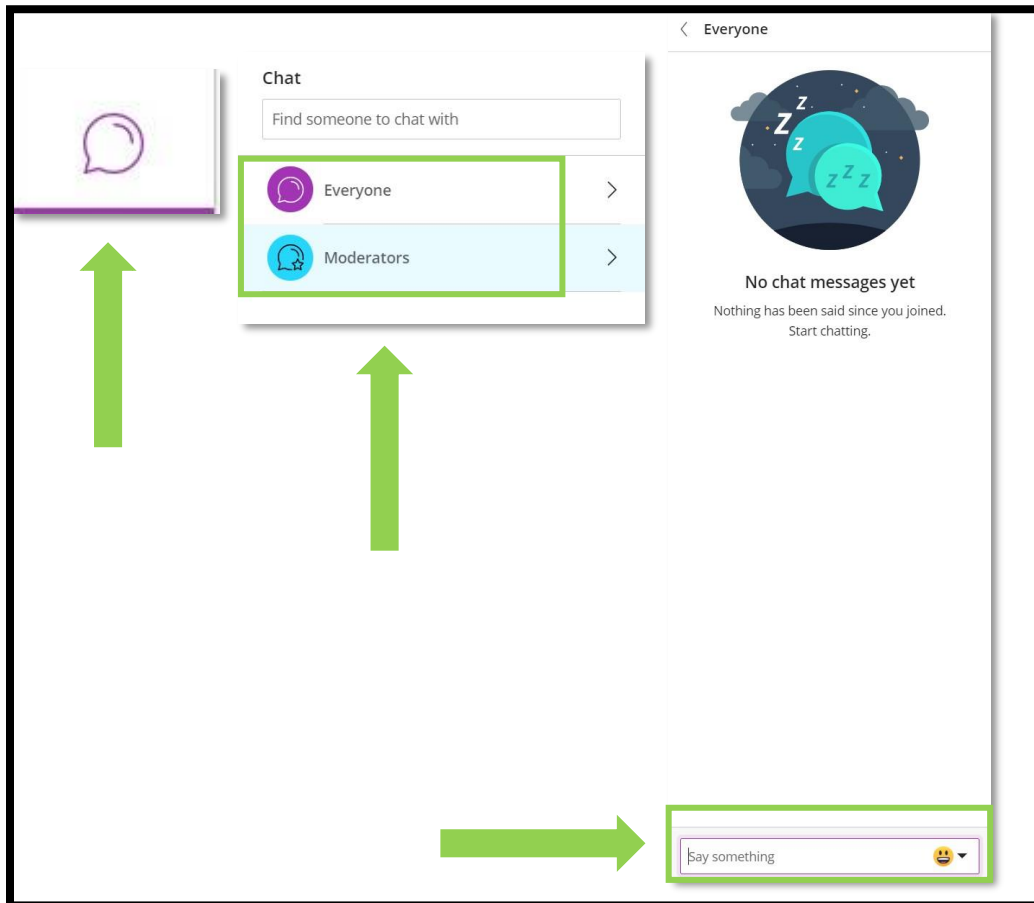 Chat
Find someone to chat with
Everyone
Moderators
Everyone
Z
Z
Z
Z Z Z
No chat messages yet
Nothing has been said since you joined.
Start chatting.
Say something